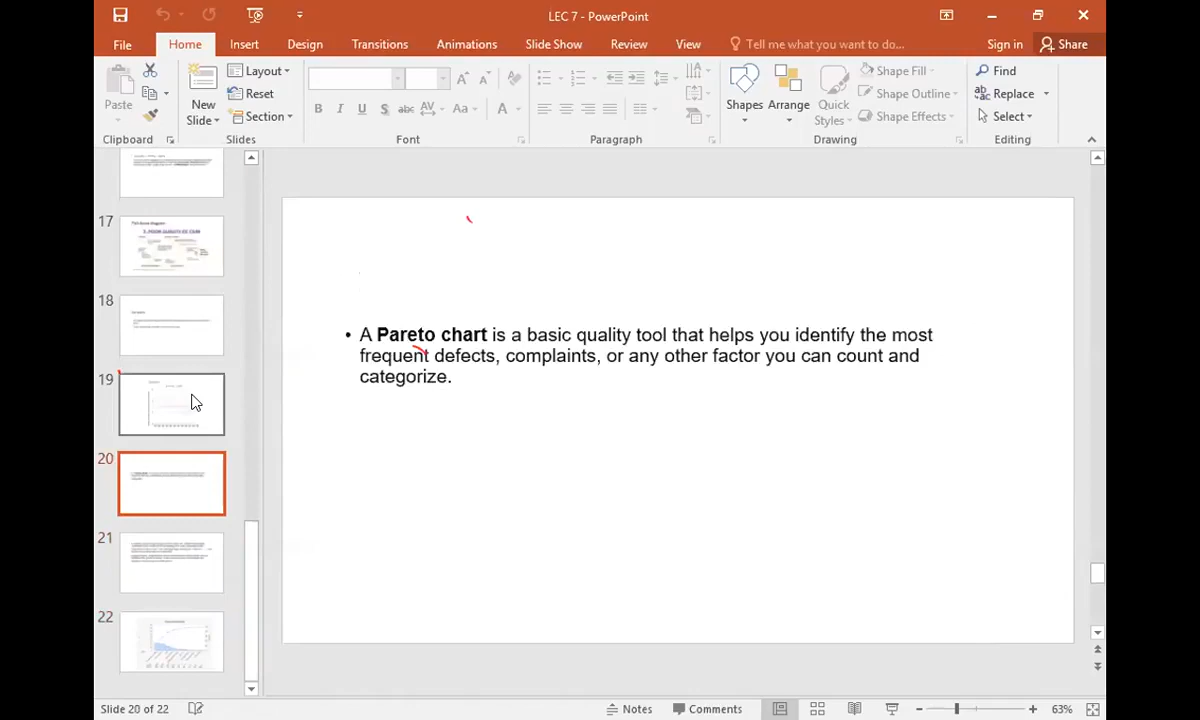 LEC 7 - PowerPoint
File Home Insert Design Transitions Animations Slide Show Review View Tell me what you want to do... Sign in Share
Paste
New Slide
Layout
Reset
Section
Shapes Arrange Quick Styles
Shape Fill
Shape Outline
Shape Effects
Find
Replace
Select
Clipboard Slides Font Paragraph Drawing Editing
17
18
19
20
21
22
• A Pareto chart is a basic quality tool that helps you identify the most
frequent defects, complaints, or any other factor you can count and
categorize.
Slide 20 of 22 Notes Comments 63%